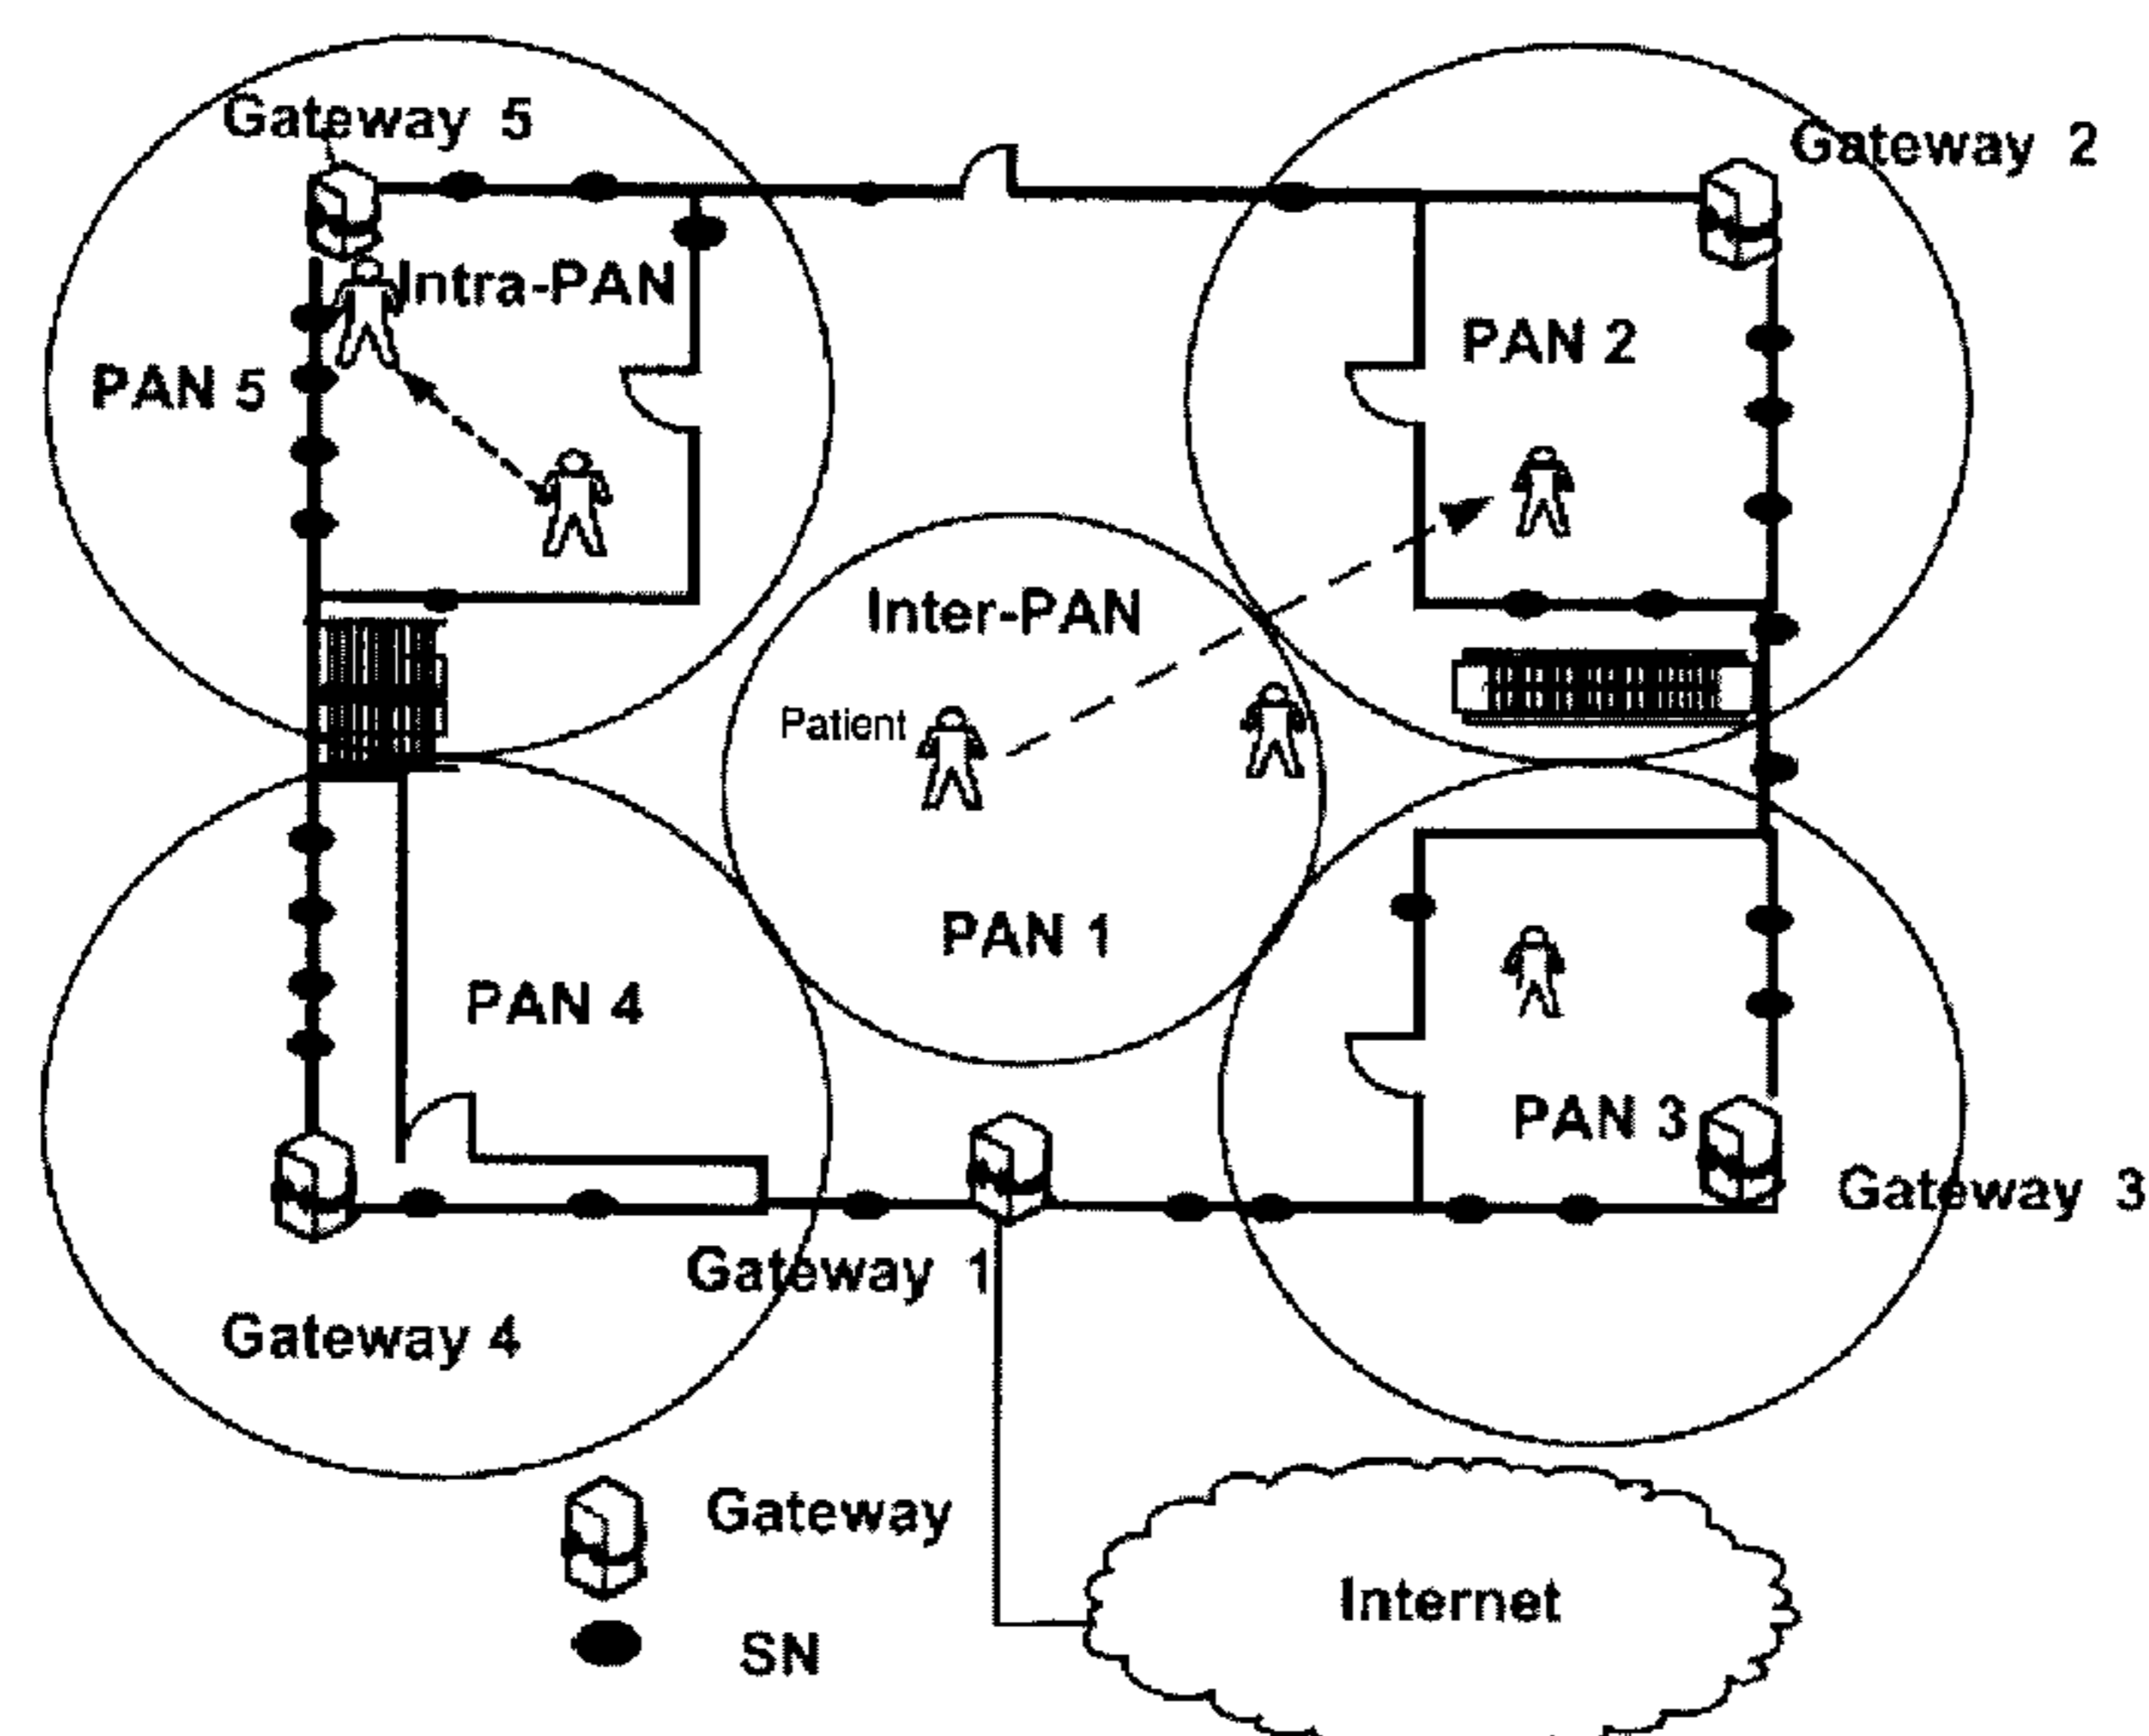 Gateway 5
Gateway 2
Intra-PAN
PAN 2
PAN 5
Inter-PAN
Patient
PAN 1
PAN 4
PAN 3
Gateway 3
Gateway 1
Gateway 4
Gateway
Internet
SN